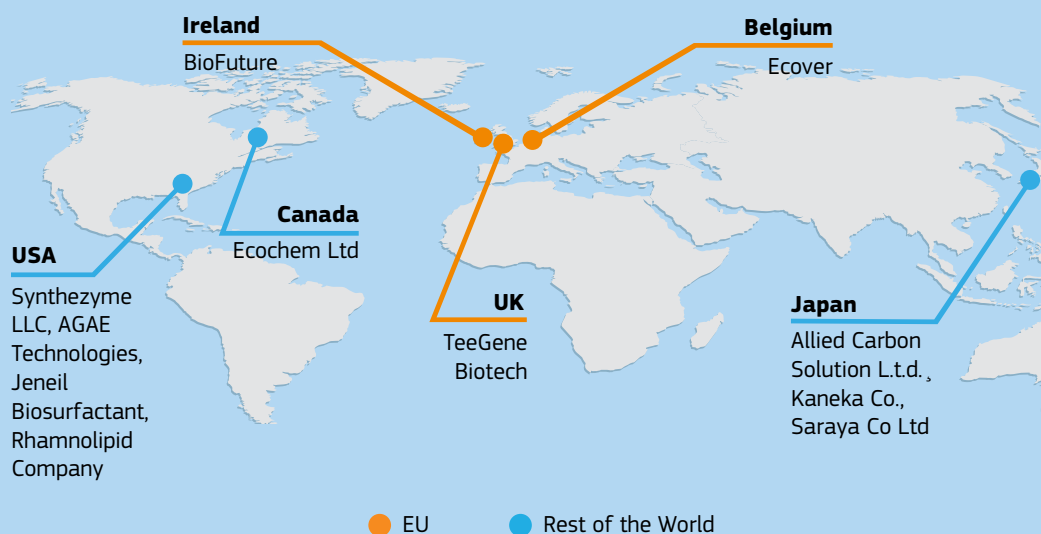 Ireland
BioFuture
Belgium
Ecover
Canada
Ecochem Ltd
USA
Synthezyme
LLC, AGAE
Technologies,
Jeneil
Biosurfactant,
Rhamnolipid
Company
UK
TeeGene
Biotech
Japan
Allied Carbon
Solution L.t.d.¸
Kaneka Co.,
Saraya Co Ltd
EU
Rest of the World